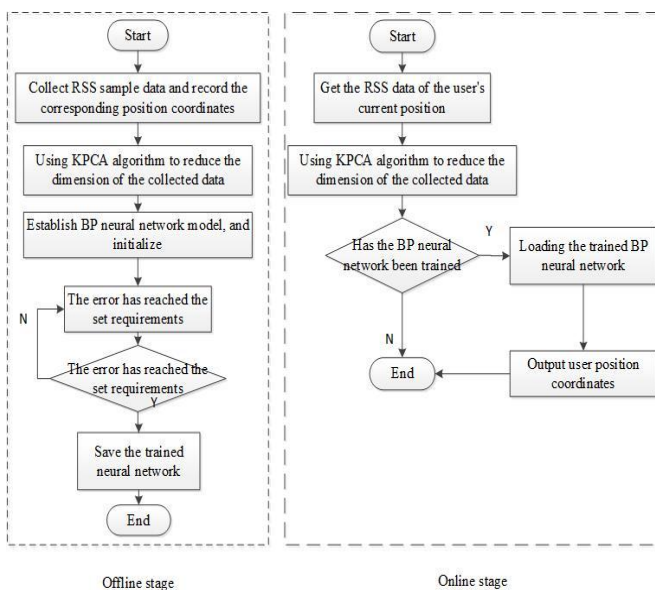 Start
Collect RSS sample data and record the
corresponding position coordinates
Using KPCA algorithm to reduce the
dimension of the collected data
Establish BP neural network model, and
initialize
The error has reached the
set requirements
N
The error has reached the
set requirements
Y
Save the trained
neural network
End
Offline stage
Start
Get the RSS data of the user's
current position
Using KPCA algorithm to reduce the
dimension of the collected data
Has the BP neural
network been trained
Y
Loading the trained BP
neural network
N
Output user position
coordinates
End
Online stage